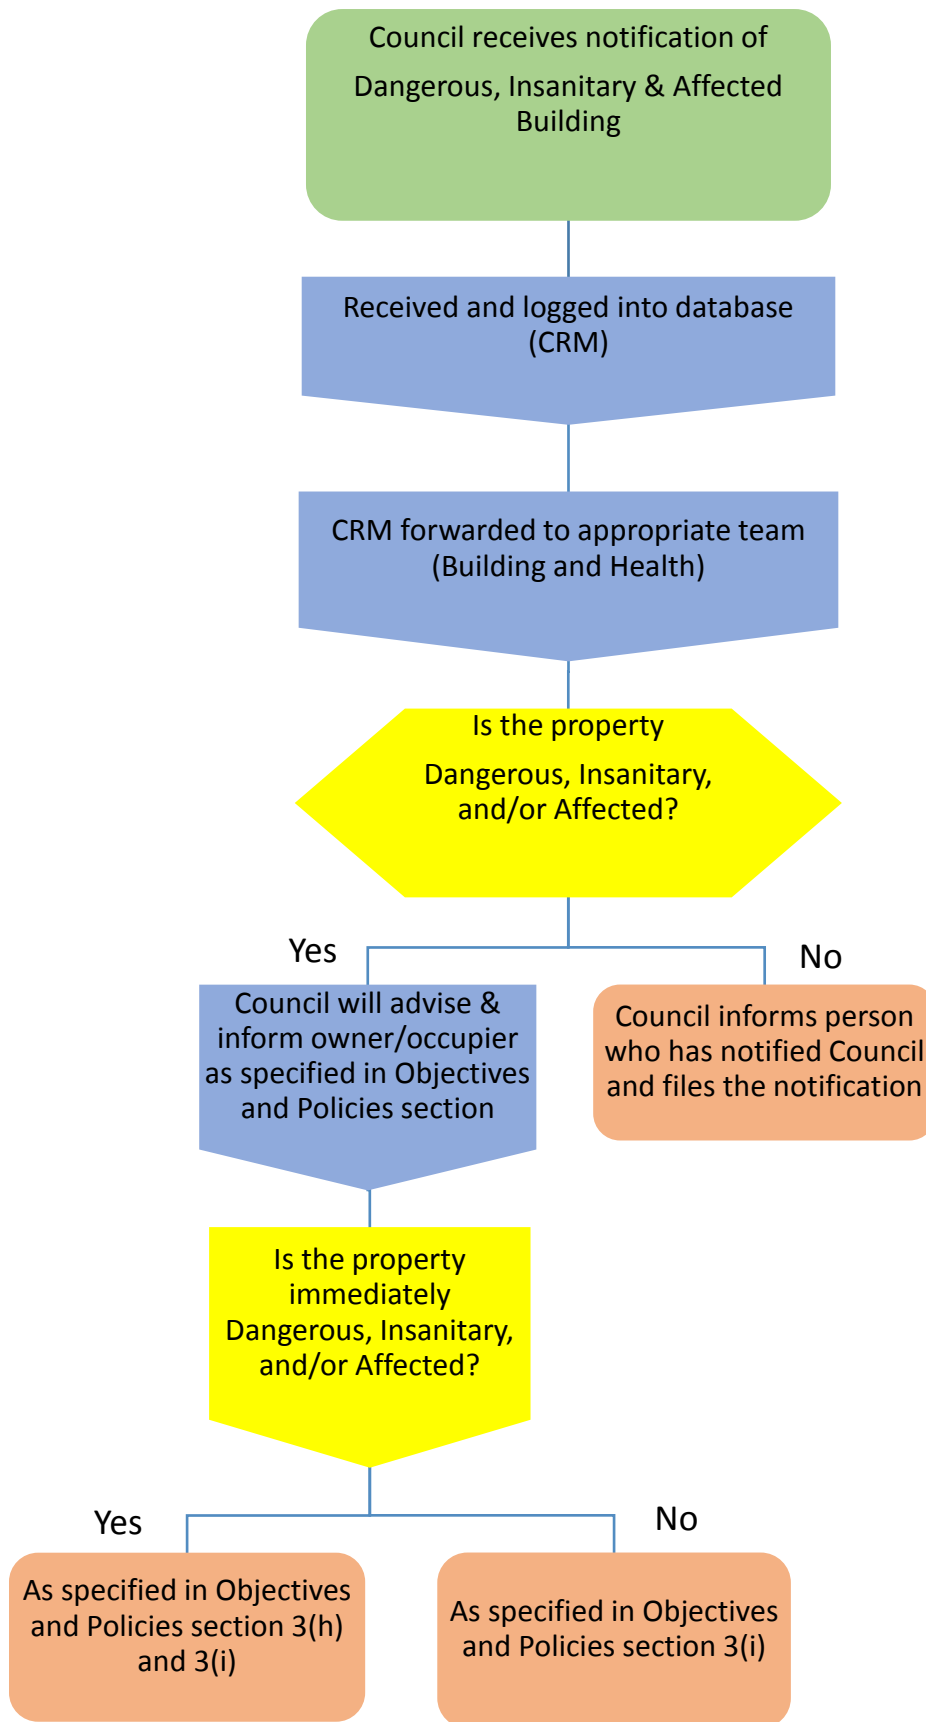 Council receives notification of
Dangerous, Insanitary & Affected
Building
Received and logged into database
(CRM)
CRM forwarded to appropriate team
(Building and Health)
Is the property
Dangerous, Insanitary,
and/or Affected?
Yes
No
Council will advise &
inform owner/occupier
as specified in Objectives
and Policies section
Council informs person
who has notified Council
and files the notification
Is the property
immediately
Dangerous, Insanitary,
and/or Affected?
Yes
No
As specified in Objectives
and Policies section 3(h)
and 3(i)
As specified in Objectives
and Policies section 3(i)